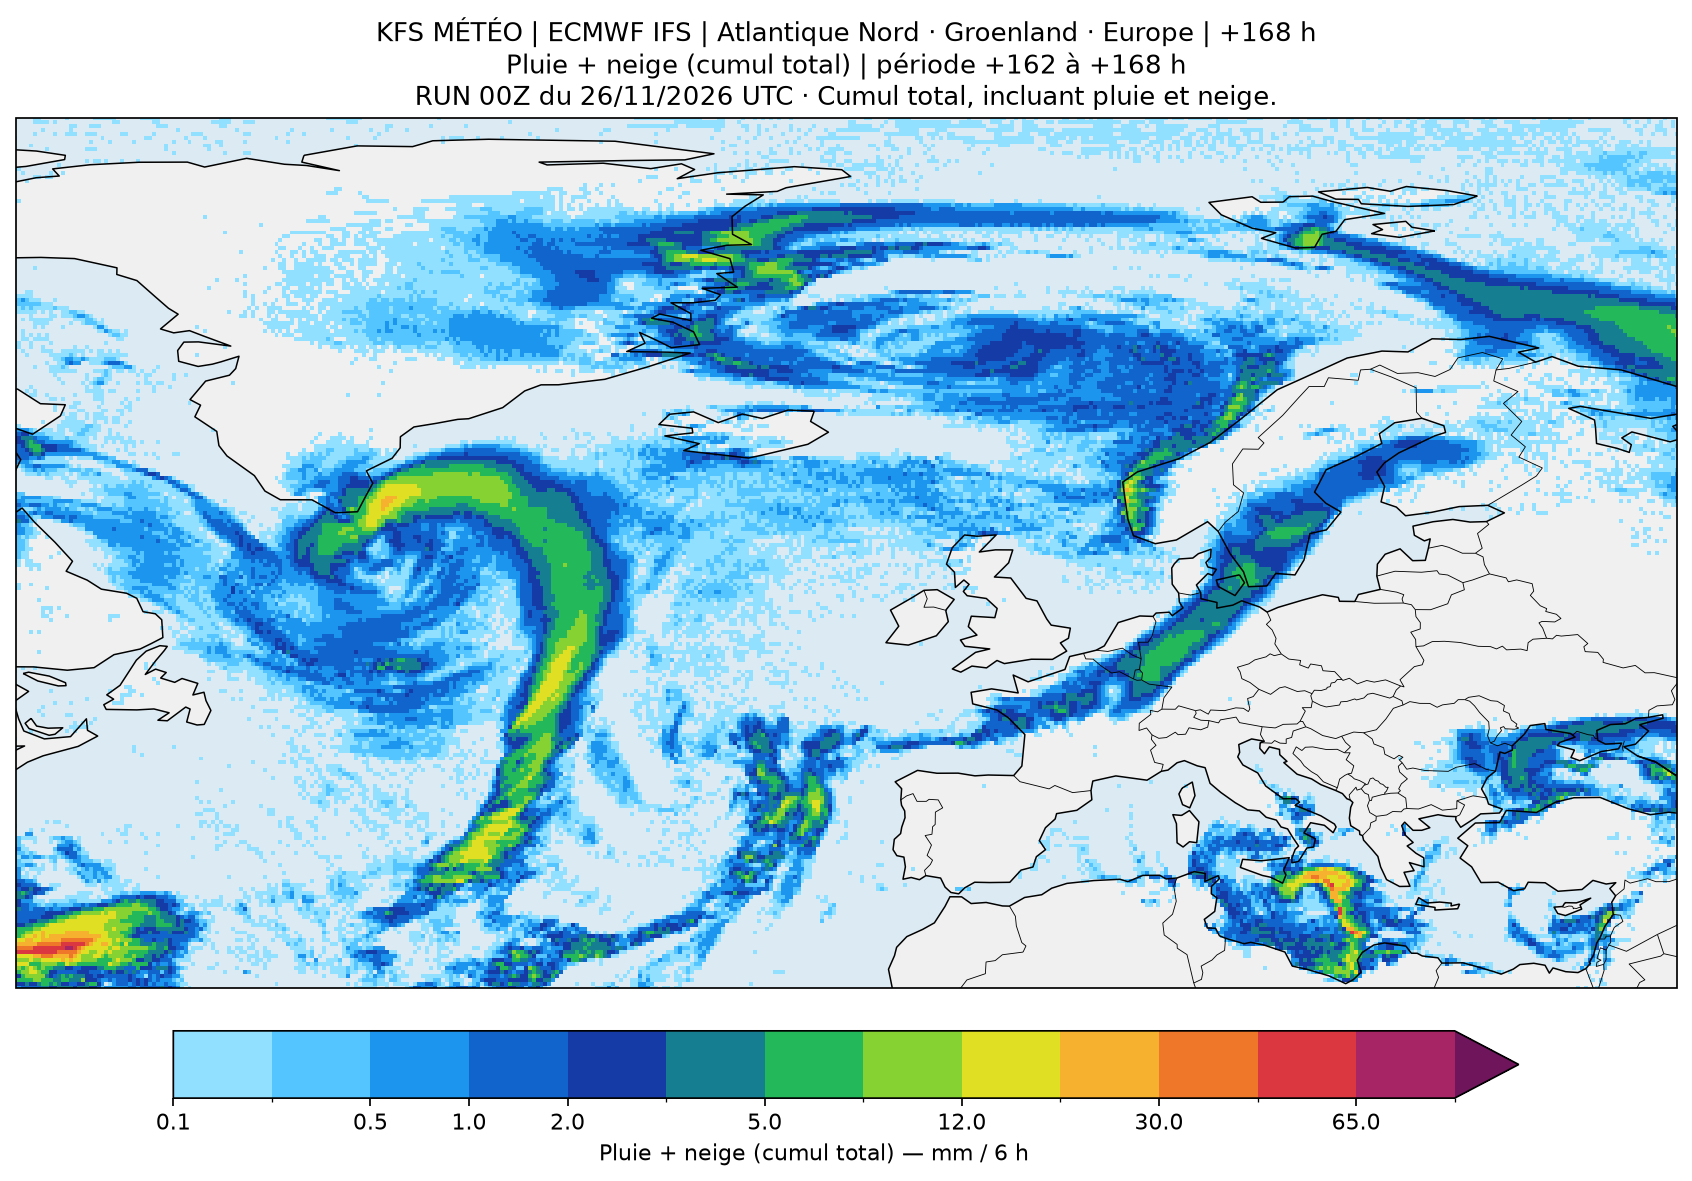 KFS MÉTÉO | ECMWF IFS | Atlantique Nord · Groenland · Europe | +168 h
Pluie + neige (cumul total) | période +162 à +168 h
RUN 00Z du 26/11/2026 UTC · Cumul total, incluant pluie et neige.
0.1 0.5 1.0 2.0 5.0 12.0 30.0 65.0
Pluie + neige (cumul total) — mm / 6 h